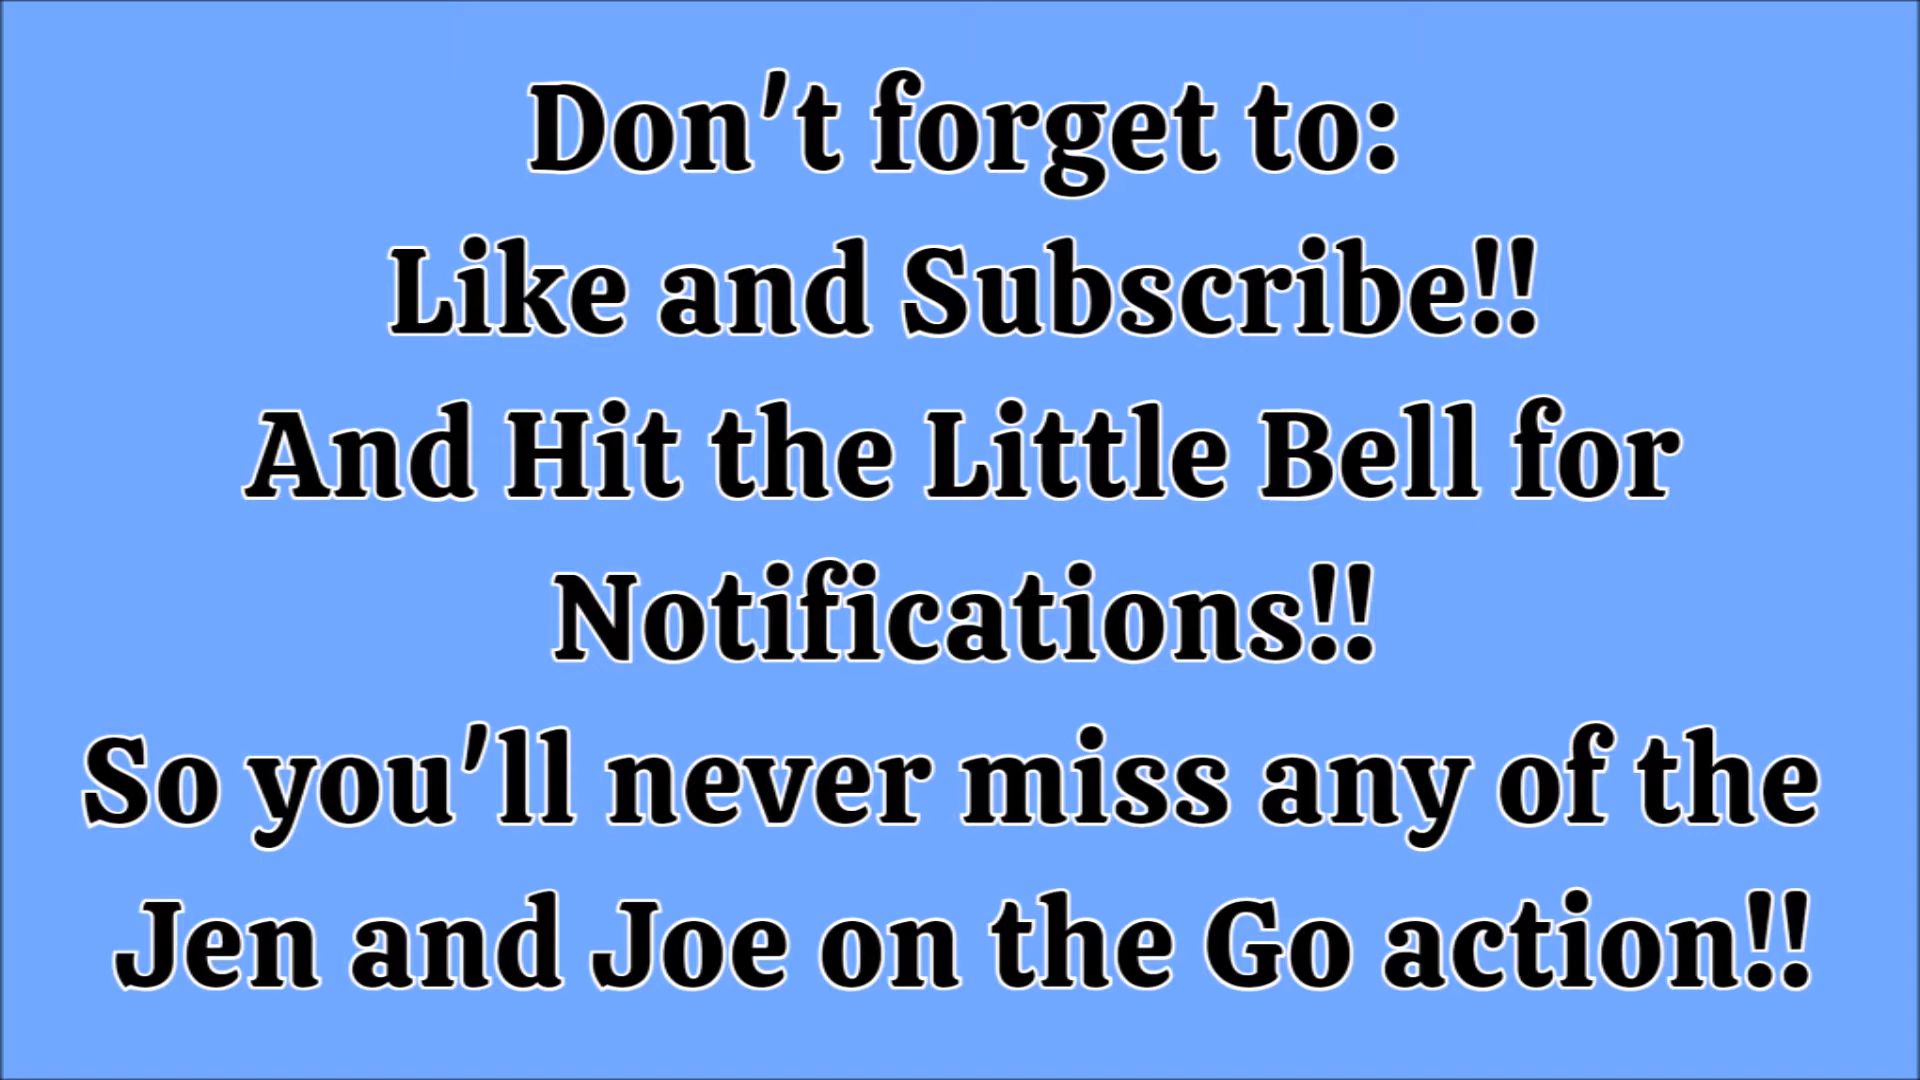 Don't forget to:
Like and Subscribe!!
And Hit the Little Bell for
Notifications!!
So you'll never miss any of the
Jen and Joe on the Go action!!